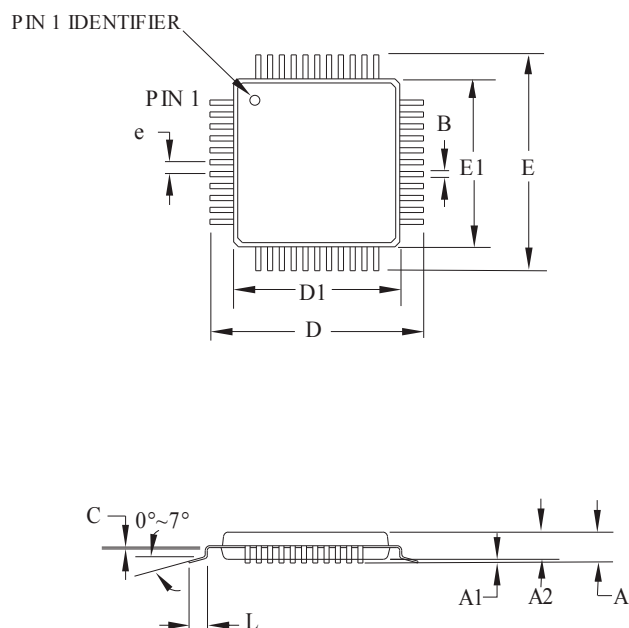 PIN 1 IDENTIFIER
PIN 1
e
B
E1
E
D1
D
C
0°~7°
L
A1
A2
A